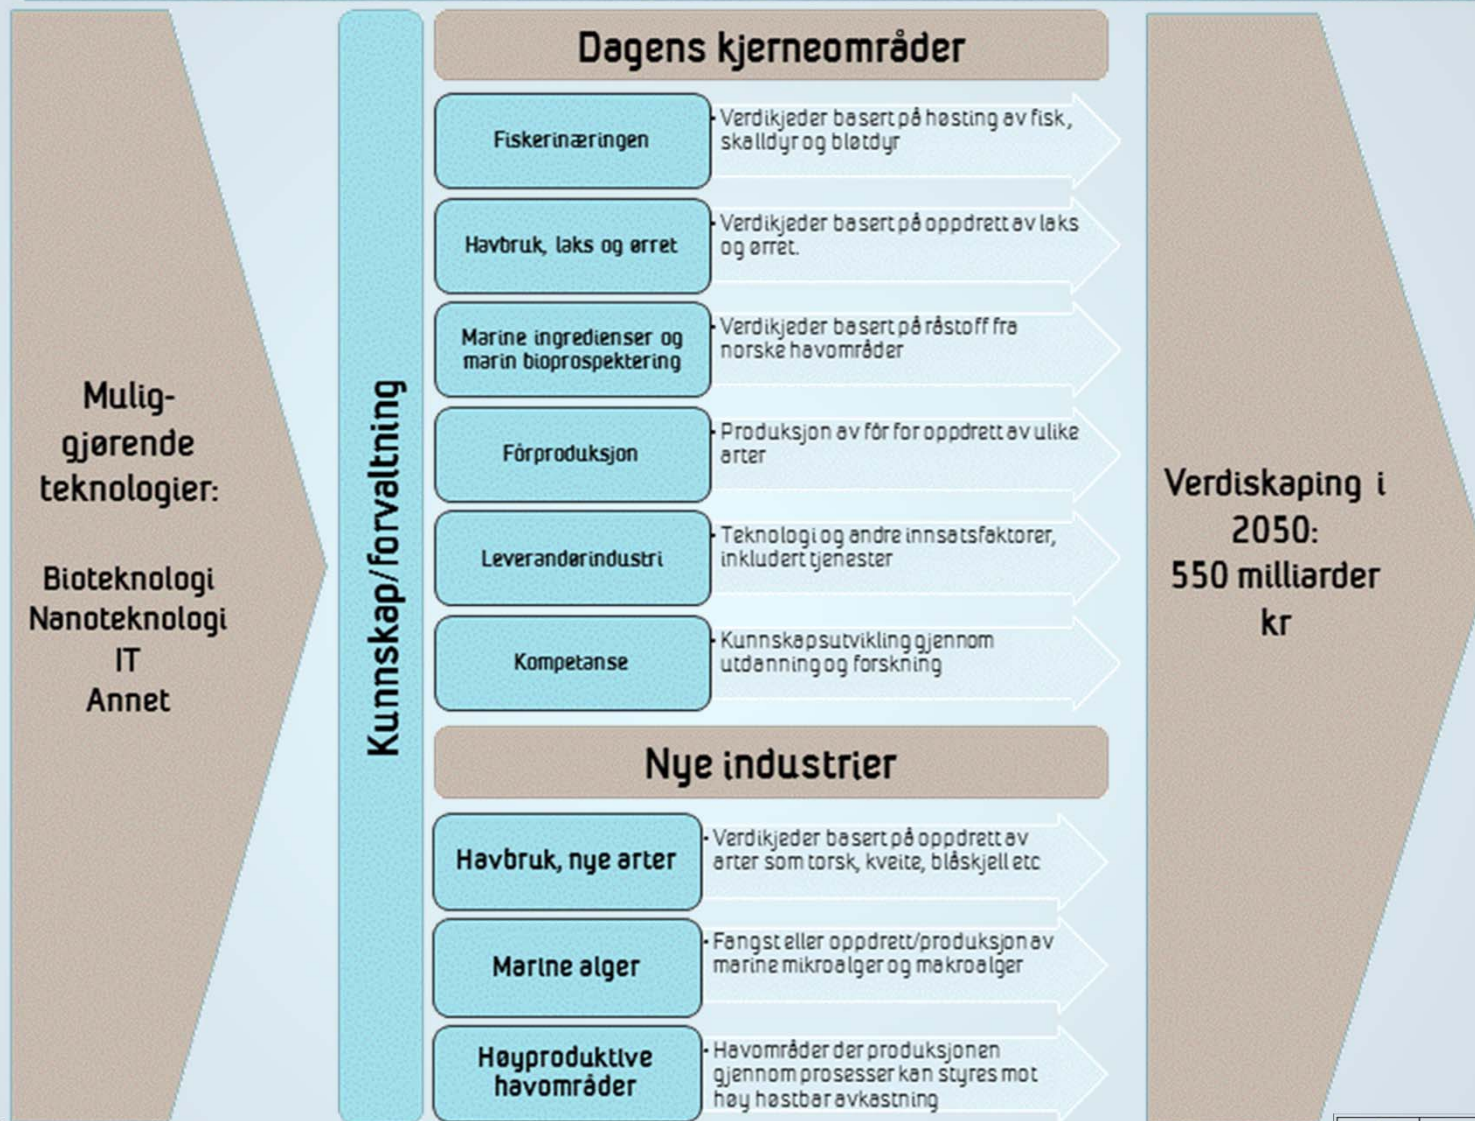 Mulig-
gjørende
teknologier:
Bioteknologi
Nanoteknologi
IT
Annet
Kunnskap/forvaltning
Dagens kjerneområder
Fiskerinæringen
• Verdikjeder basert på høsting av fisk,
skalldyr og bløtdyr
Havbruk, laks og ørret
• Verdikjeder basert på oppdrett av laks
og ørret.
Marine ingredienser og
marin bioprospektering
• Verdikjeder basert på råstoff fra
norske havområder
Fôrproduksjon
• Produksjon av fôr for oppdrett av ulike
arter
Leverandørindustri
• Teknologi og andre innsatsfaktorer,
inkludert tjenester
Kompetanse
• Kunnskapsutvikling gjennom
utdanning og forskning
Nye industrier
Havbruk, nye arter
• Verdikjeder basert på oppdrett av
arter som torsk, kveite, blåskjell etc
Marine alger
• Fangst eller oppdrett/produksjon av
marine mikroalger og makroalger
Høyproduktive
havområder
• Havområder der produksjonen
gjennom prosesser kan styres mot
høy høstbar avkastning
Verdiskaping i
2050:
550 milliarder
kr